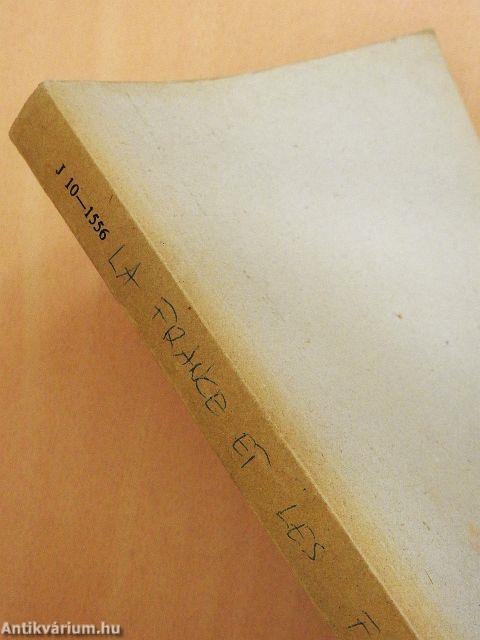 J 10—1556
LA FRANCE ET LES
Antikvárium.hu